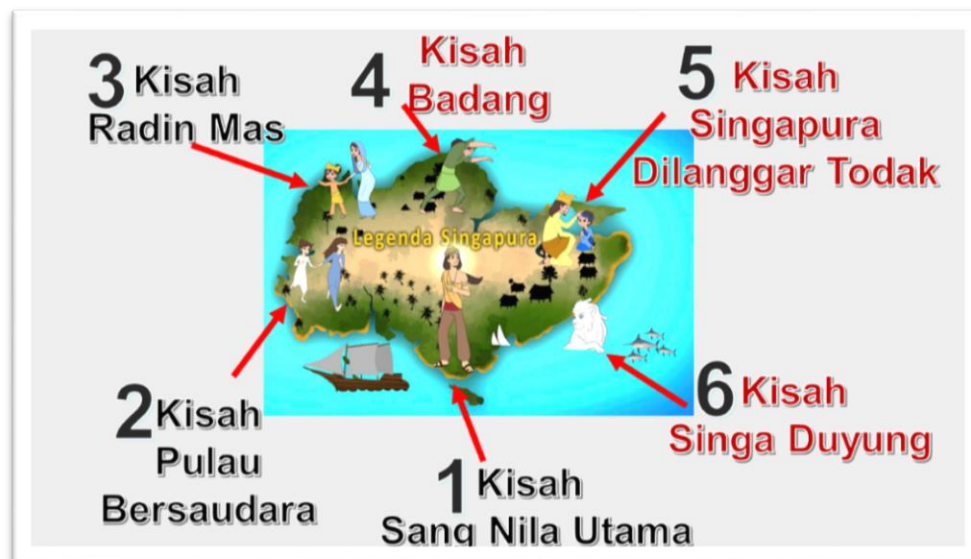 3 Kisah
Radin Mas
4 Kisah
Badang
5 Kisah
Singapura
Dilanggar Todak
Legenda Singapura
2 Kisah
Pulau
Bersaudara
1 Kisah
Sang Nila Utama
6 Kisah
Singa Duyung